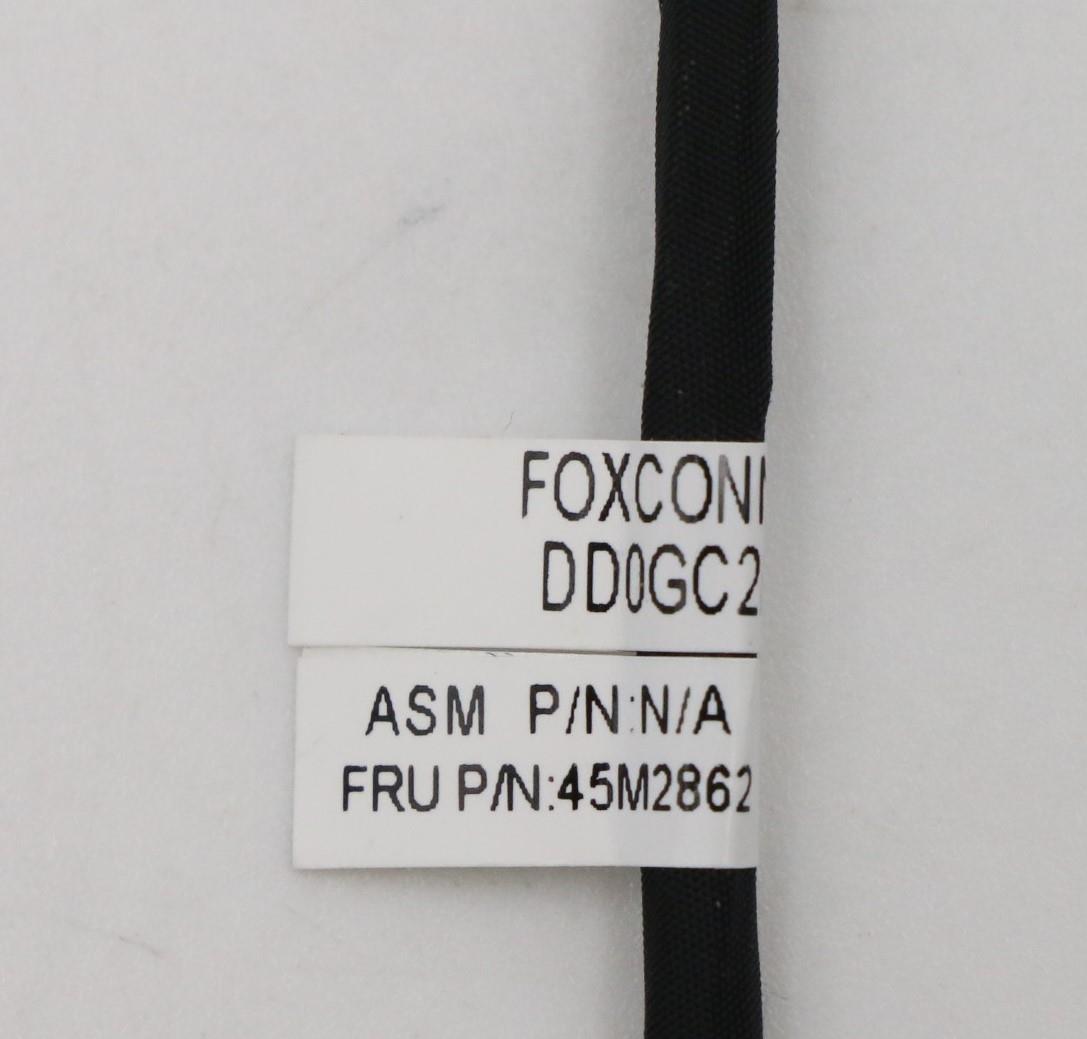 FOXCONN
DD0GC2
ASM P/N:N/A
FRU P/N:45M2862